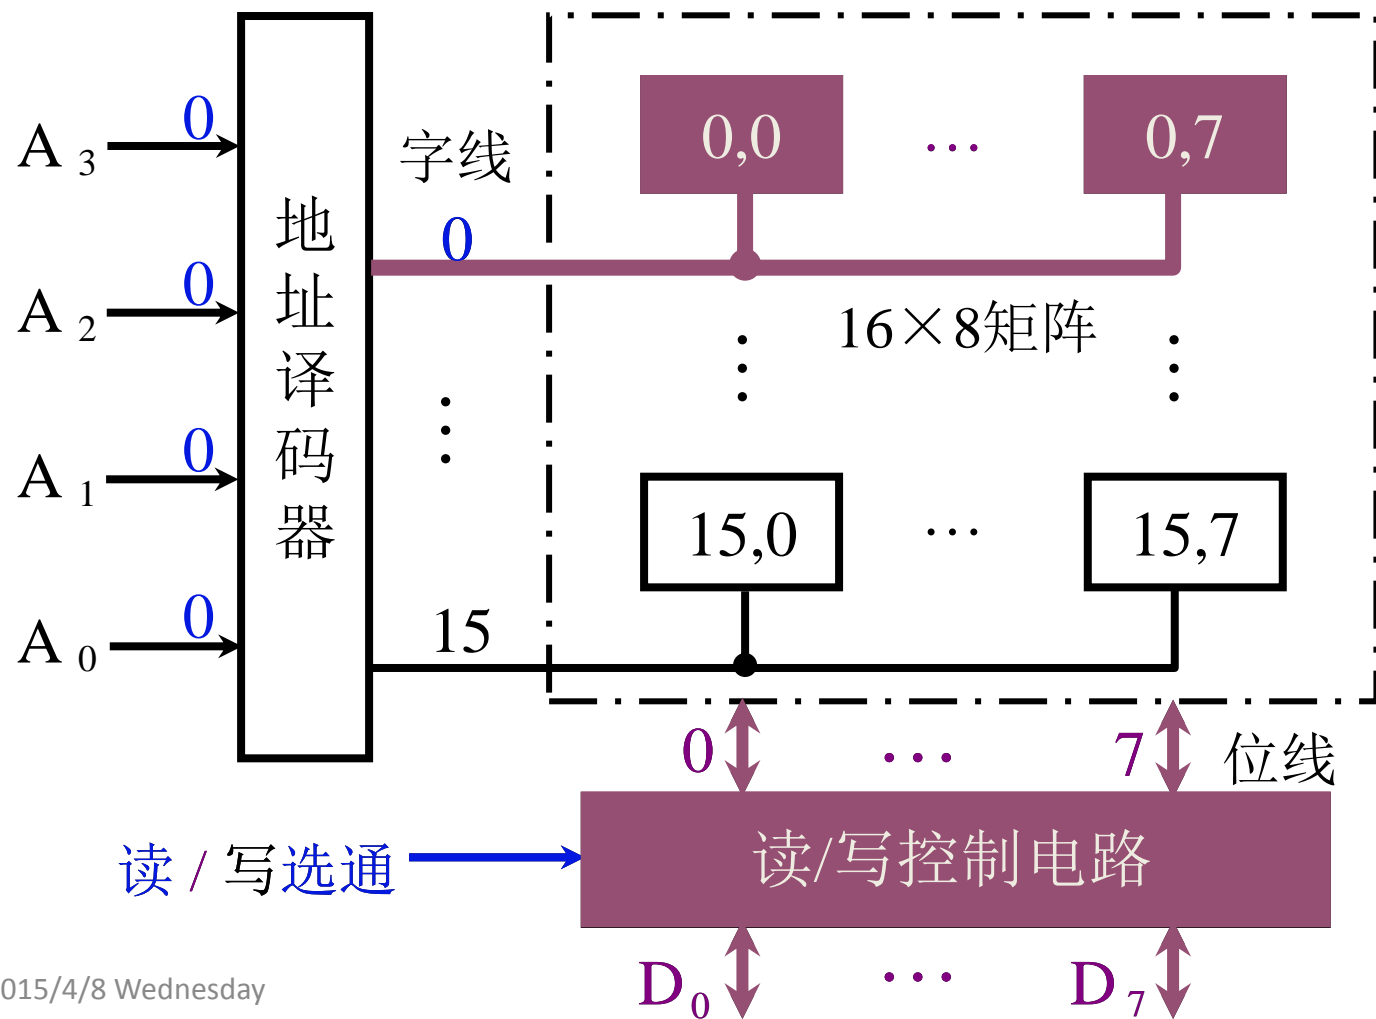 A3 0
字线
0,0 … 0,7
0
A2 0
地址译码器
16×8矩阵
A1 0
15,0 … 15,7
A0 0
15
0 … 7 位线
读/写选通
读/写控制电路
D0 … D7
015/4/8 Wednesday